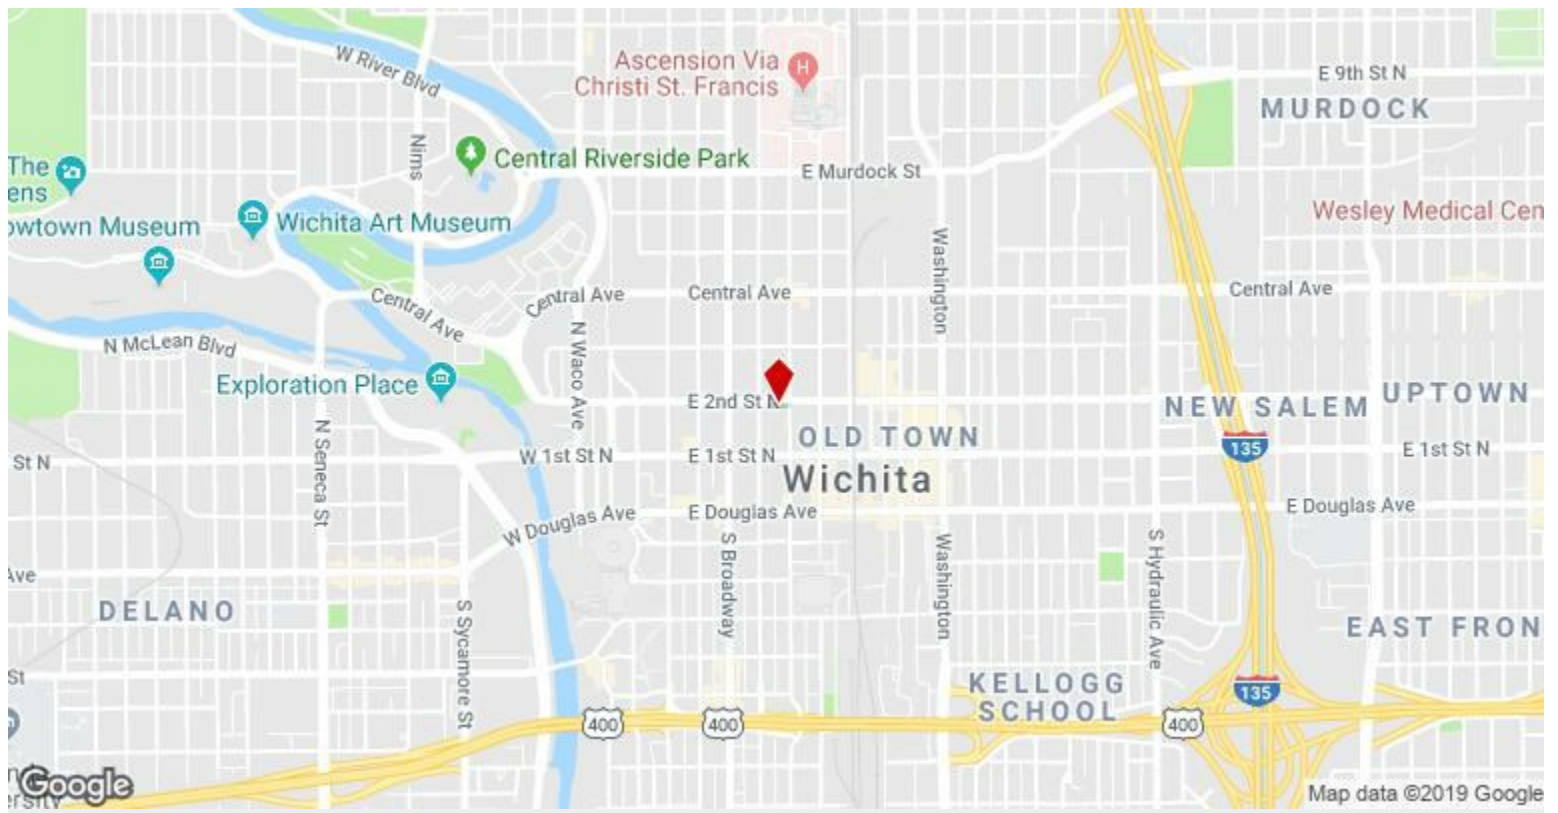 W River Blvd
Ascension Via
Christi St. Francis
H
E 9th St N
MURDOCK
Nims
Central Riverside Park
E Murdock St
The
ens
Wichita Art Museum
owtown Museum
Wesley Medical Cen
Washington
Central Ave
Central Ave
Central Ave
Central Ave
N McLean Blvd
N Waco Ave
Exploration Place
E 2nd St N
NEW SALEM
UPTOWN
OLD TOWN
N Seneca St
St N
W 1st St N
E 1st St N
135
E 1st St N
Wichita
W Douglas Ave
E Douglas Ave
E Douglas Ave
S Broadway
Washington
S Hydraulic Ave
Ave
DELANO
S Sycamore St
EAST FRON
St
KELLOGG
SCHOOL
135
400
400
400
Google
ersity
Map data ©2019 Google